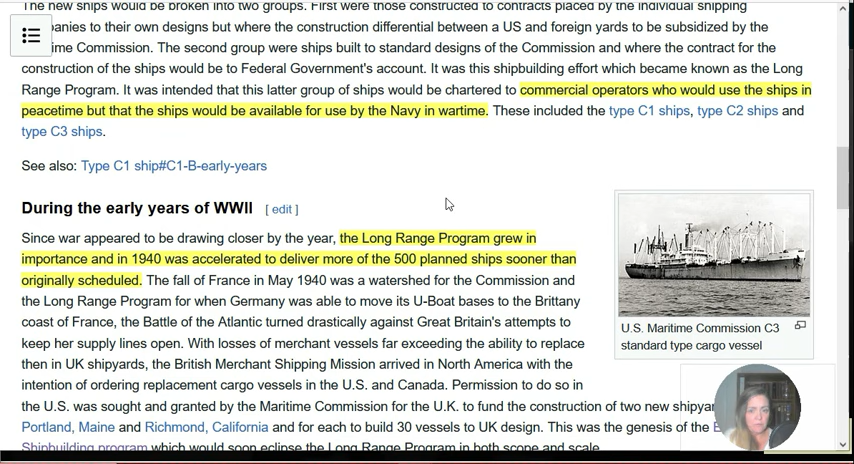 The new ships would be broken into two groups. First were those constructed to contracts placed by the individual shipping
panies to their own designs but where the construction differential between a US and foreign yards to be subsidized by the
ime Commission. The second group were ships built to standard designs of the Commission and where the contract for the
construction of the ships would be to Federal Government's account. It was this shipbuilding effort which became known as the Long
Range Program. It was intended that this latter group of ships would be chartered to commercial operators who would use the ships in
peacetime but that the ships would be available for use by the Navy in wartime. These included the type C1 ships, type C2 ships and
type C3 ships.
See also: Type C1 ship#C1-B-early-years
During the early years of WWII [ edit ]
Since war appeared to be drawing closer by the year, the Long Range Program grew in
importance and in 1940 was accelerated to deliver more of the 500 planned ships sooner than
originally scheduled. The fall of France in May 1940 was a watershed for the Commission and
the Long Range Program for when Germany was able to move its U-Boat bases to the Brittany
coast of France, the Battle of the Atlantic turned drastically against Great Britain's attempts to
keep her supply lines open. With losses of merchant vessels far exceeding the ability to replace
then in UK shipyards, the British Merchant Shipping Mission arrived in North America with the
intention of ordering replacement cargo vessels in the U.S. and Canada. Permission to do so in
the U.S. was sought and granted by the Maritime Commission for the U.K. to fund the construction of two new shipyar
Portland, Maine and Richmond, California and for each to build 30 vessels to UK design. This was the genesis of the E
Shipbuilding program which would soon eclipse the Long Range Program in both scope and scale
U.S. Maritime Commission C3
standard type cargo vessel